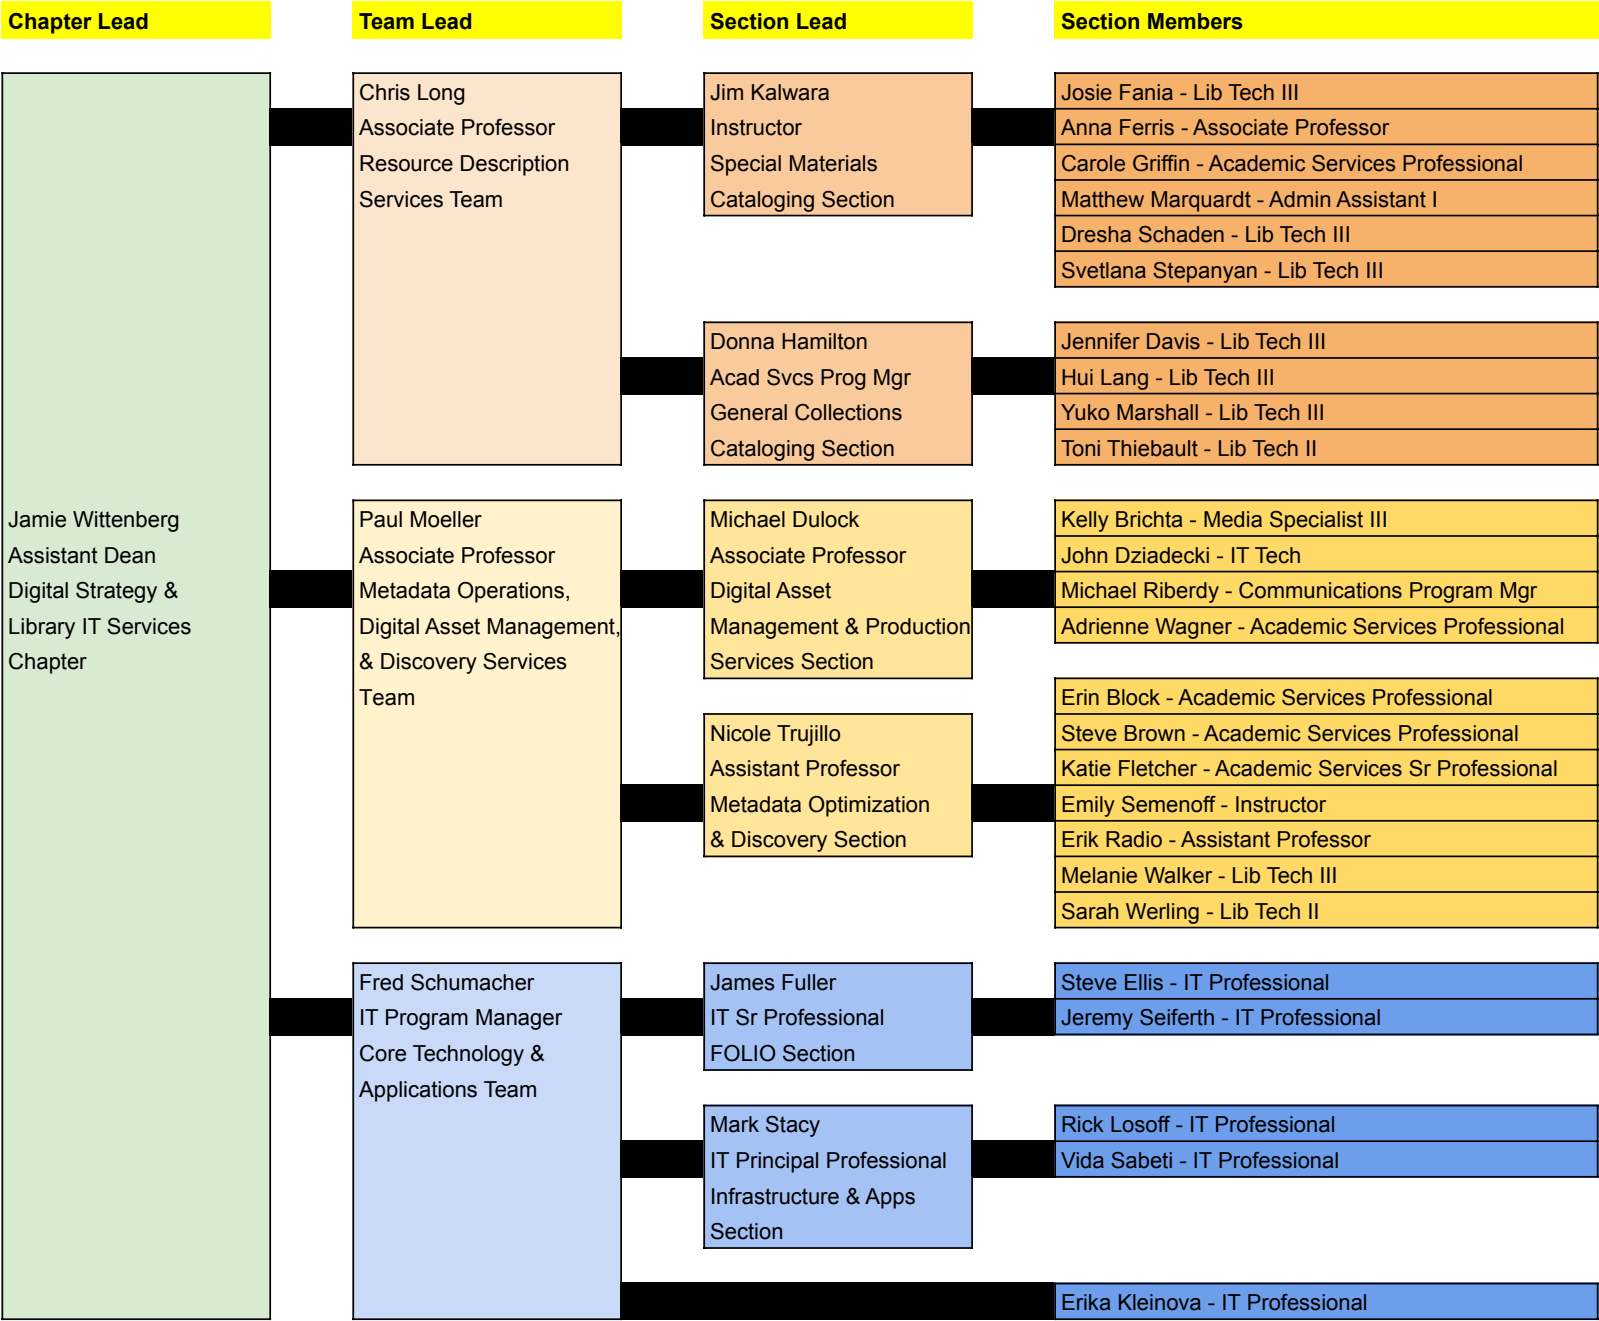 Chapter Lead
Team Lead
Section Lead
Section Members
Jamie Wittenberg
Assistant Dean
Digital Strategy &
Library IT Services
Chapter
Chris Long
Associate Professor
Resource Description
Services Team
Jim Kalwara
Instructor
Special Materials
Cataloging Section
Josie Fania - Lib Tech III
Anna Ferris - Associate Professor
Carole Griffin - Academic Services Professional
Matthew Marquardt - Admin Assistant I
Dresha Schaden - Lib Tech III
Svetlana Stepanyan - Lib Tech III
Donna Hamilton
Acad Svcs Prog Mgr
General Collections
Cataloging Section
Jennifer Davis - Lib Tech III
Hui Lang - Lib Tech III
Yuko Marshall - Lib Tech III
Toni Thiebault - Lib Tech II
Paul Moeller
Associate Professor
Metadata Operations,
Digital Asset Management,
& Discovery Services
Team
Michael Dulock
Associate Professor
Digital Asset
Management & Production
Services Section
Kelly Brichta - Media Specialist III
John Dziadecki - IT Tech
Michael Riberdy - Communications Program Mgr
Adrienne Wagner - Academic Services Professional
Nicole Trujillo
Assistant Professor
Metadata Optimization
& Discovery Section
Erin Block - Academic Services Professional
Steve Brown - Academic Services Professional
Katie Fletcher - Academic Services Sr Professional
Emily Semenoff - Instructor
Erik Radio - Assistant Professor
Melanie Walker - Lib Tech III
Sarah Werling - Lib Tech II
Fred Schumacher
IT Program Manager
Core Technology &
Applications Team
James Fuller
IT Sr Professional
FOLIO Section
Steve Ellis - IT Professional
Jeremy Seiferth - IT Professional
Mark Stacy
IT Principal Professional
Infrastructure & Apps
Section
Rick Losoff - IT Professional
Vida Sabeti - IT Professional
Erika Kleinova - IT Professional